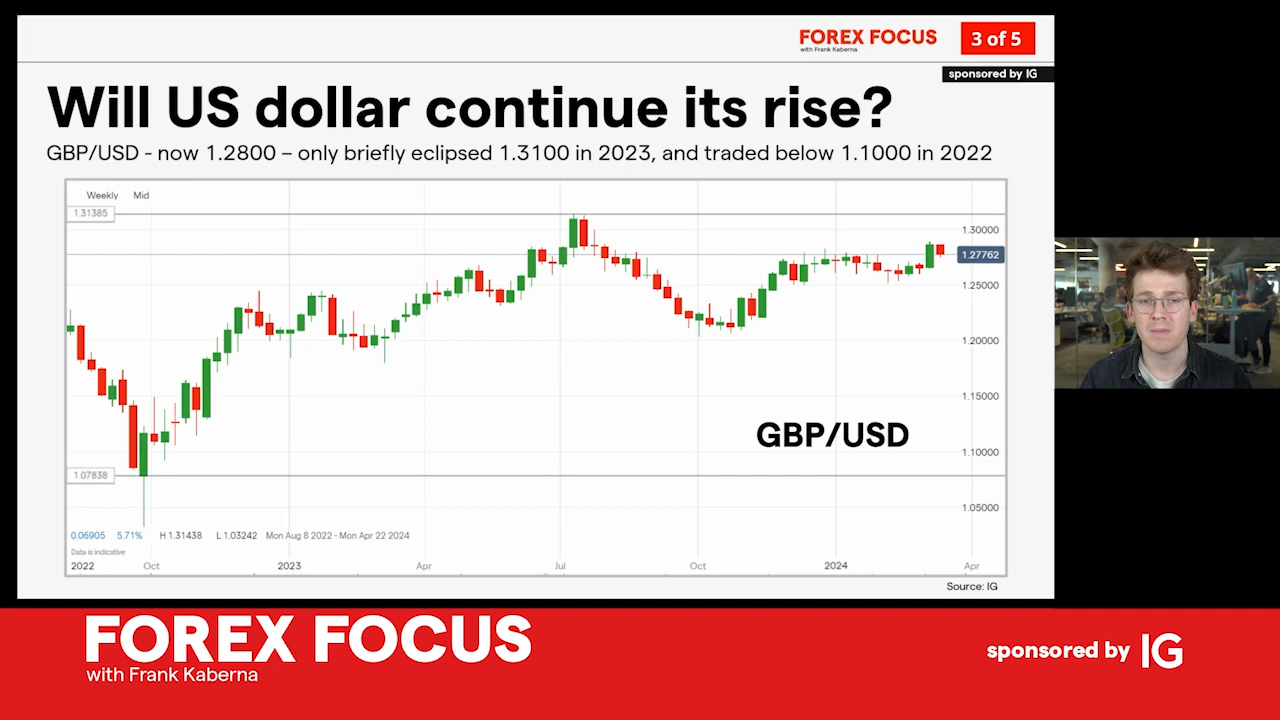 FOREX FOCUS
with Frank Kaberna
3 of 5
sponsored by IG
Will US dollar continue its rise?
GBP/USD - now 1.2800 – only briefly eclipsed 1.3100 in 2023, and traded below 1.1000 in 2022
Weekly Mid
1.31385
1.30000
1.27762
1.25000
1.20000
1.15000
GBP/USD
1.10000
1.07838
1.05000
0.06905 5.71% H 1.31438 L 1.03242 Mon Aug 8 2022 - Mon Apr 22 2024
Data is indicative
2022 Oct 2023 Apr Jul Oct 2024 Apr
Source: IG
FOREX FOCUS
with Frank Kaberna
sponsored by IG